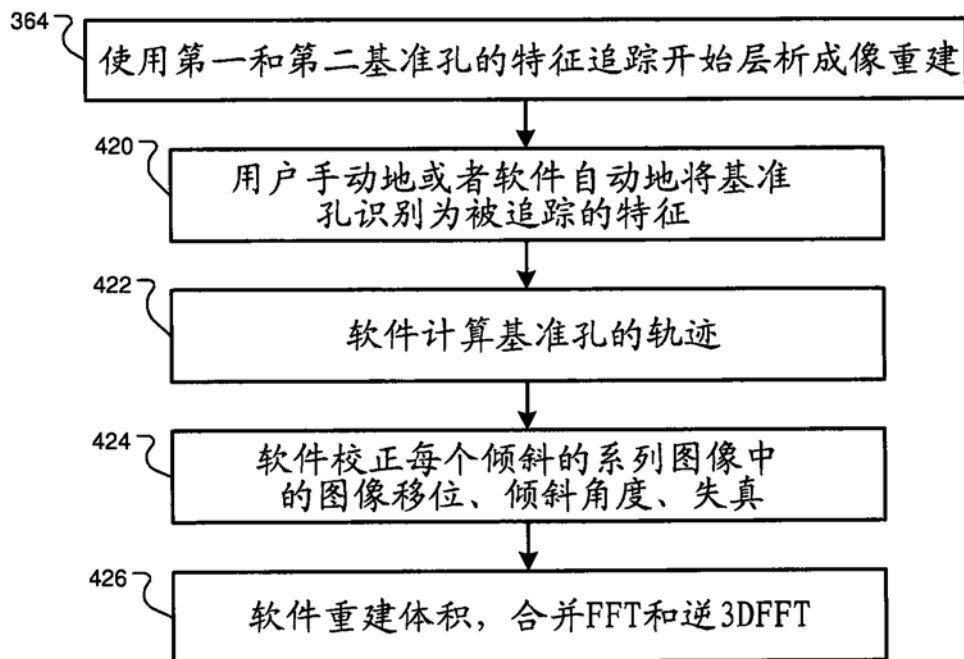 364
使用第一和第二基准孔的特征追踪开始层析成像重建
420
用户手动地或者软件自动地将基准
孔识别为被追踪的特征
422
软件计算基准孔的轨迹
424
软件校正每个倾斜的系列图像中
的图像移位、倾斜角度、失真
426
软件重建体积，合并FFT和逆3DFFT